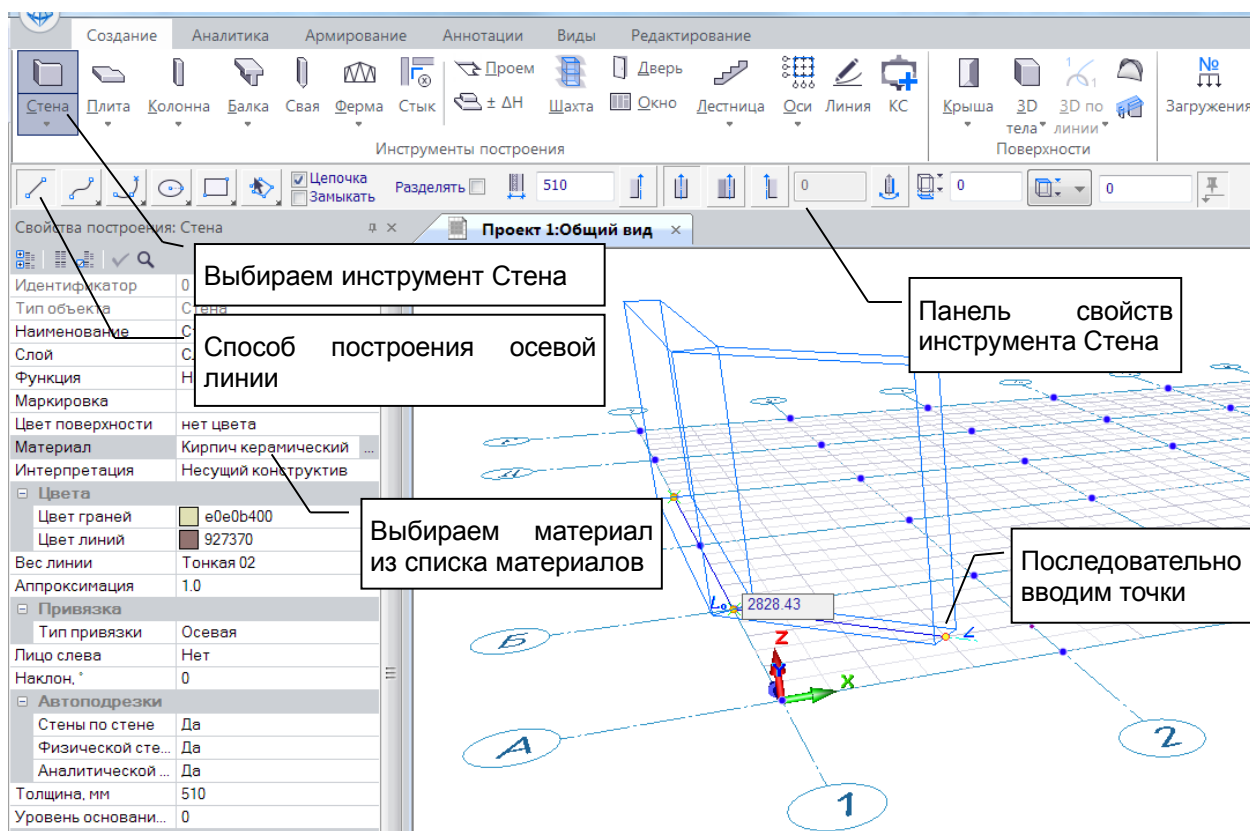 Создание Аналитика Армирование Аннотации Виды Редактирование
Стена Плита Колонна Балка Свая Ферма Стык
Проем
± ΔН
Шахта
Дверь
Окно
Лестница Оси Линия КС
Крыша 3D тела 3D по линии
№
Загружения
Инструменты построения
Поверхности
Цепочка
Замыкать
Разделять 510 0 0 0
Свойства построения: Стена
Проект 1:Общий вид
Идентификатор 0
Тип объекта Стена
Наименование
Слой
Функция
Маркировка
Цвет поверхности нет цвета
Материал Кирпич керамический ...
Интерпретация Несущий конструктив
Цвета
Цвет граней e0e0b400
Цвет линий 927370
Вес линии Тонкая 02
Аппроксимация 1.0
Привязка
Тип привязки Осевая
Лицо слева Нет
Наклон, ° 0
Автоподрезки
Стены по стене Да
Физической сте... Да
Аналитической ... Да
Толщина, мм 510
Уровень основани... 0
Выбираем инструмент Стена
Способ построения осевой
линии
Панель свойств
инструмента Стена
Выбираем материал
из списка материалов
Последовательно
вводим точки
2828.43
Z
Y
X
Б
А
1
2